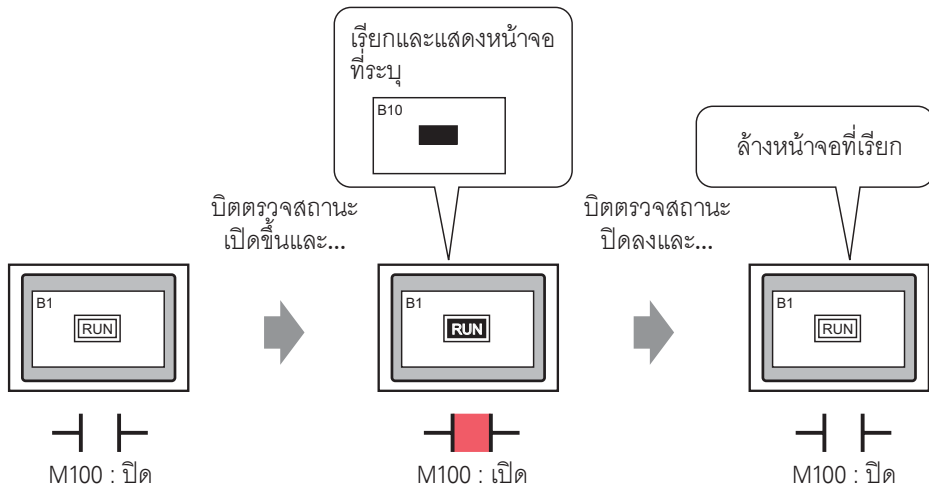 เรียกและแสดงหน้าจอ
ที่ระบุ
B10
ล้างหน้าจอที่เรียก
บิตตรวจสถานะ
เปิดขึ้นและ...
บิตตรวจสถานะ
ปิดลงและ...
B1
RUN
B1
RUN
B1
RUN
M100 : ปิด
M100 : เปิด
M100 : ปิด